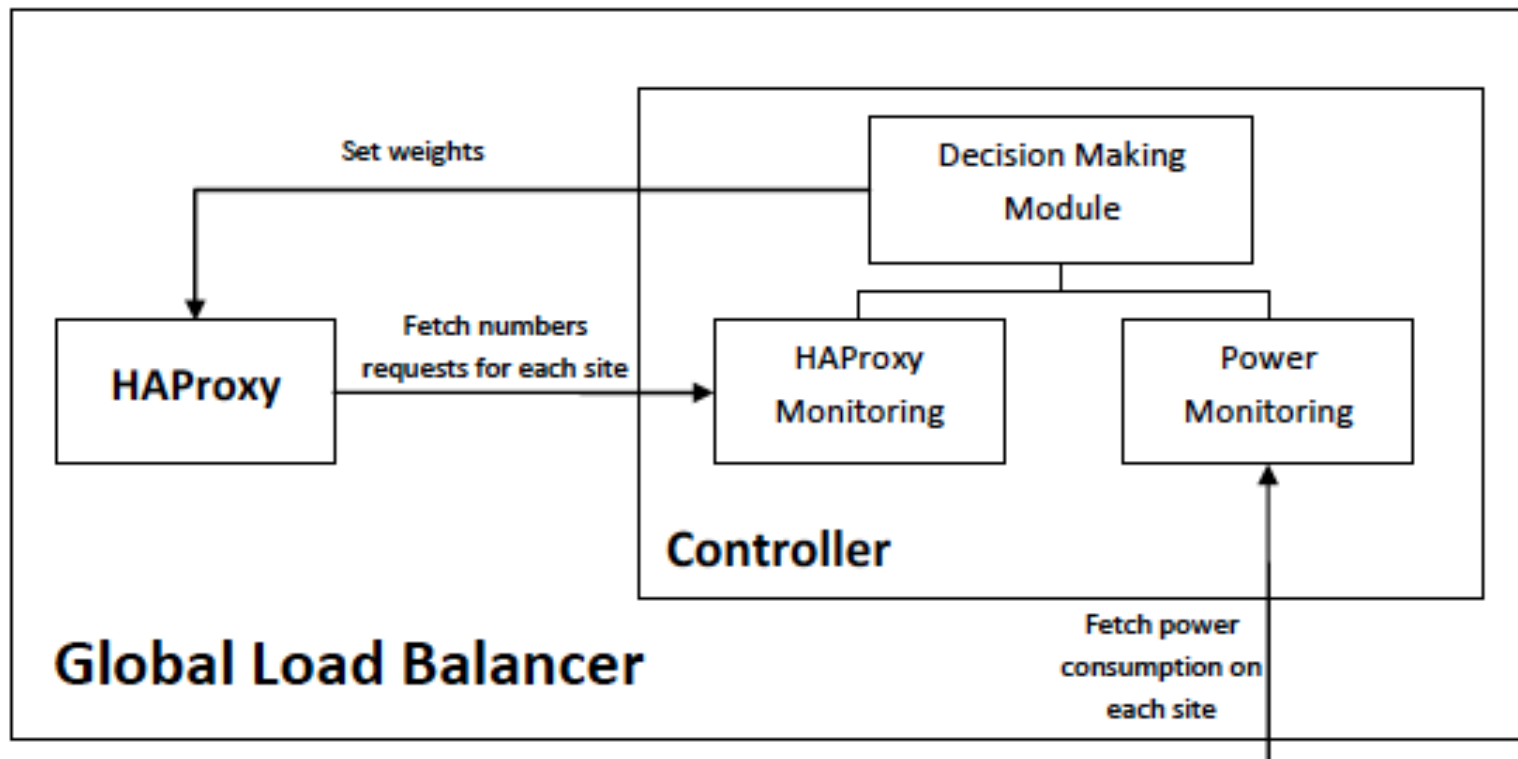 Set weights
Decision Making
Module
HAProxy
Fetch numbers
requests for each site
HAProxy
Monitoring
Power
Monitoring
Controller
Global Load Balancer
Fetch power
consumption on
each site